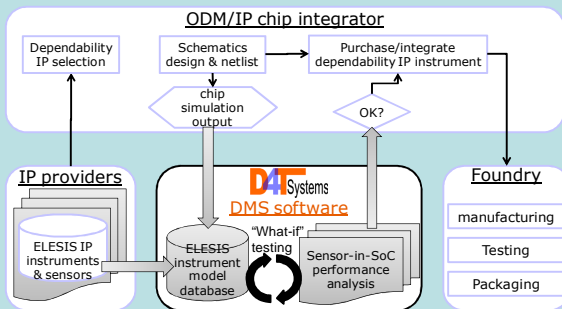 ODM/IP chip integrator
Dependability
IP selection
Schematics
design & netlist
Purchase/integrate
dependability IP instrument
chip
simulation
output
OK?
IP providers
ELESIS IP
instruments
& sensors
D4T Systems
DMS software
ELESIS
instrument
model
database
"What-if"
testing
Sensor-in-SoC
performance
analysis
Foundry
manufacturing
Testing
Packaging